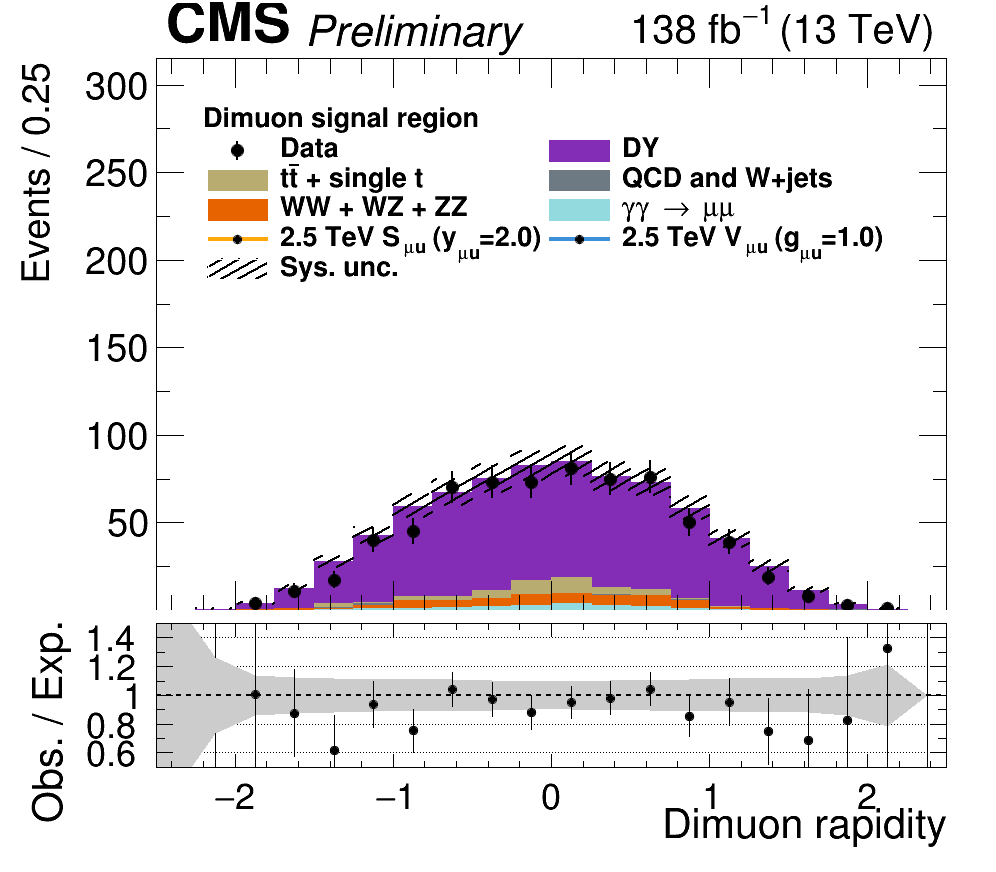 CMS Preliminary 138 fb⁻¹ (13 TeV)
Events / 0.25
300
250
200
150
100
50
Dimuon signal region
Data
DY
tt̄ + single t
QCD and W+jets
WW + WZ + ZZ
γγ → μμ
2.5 TeV S_μu (y_μu=2.0)
2.5 TeV V_μu (g_μu=1.0)
Sys. unc.
Obs. / Exp.
1.4
1.2
1
0.8
0.6
−2 −1 0 1 2
Dimuon rapidity